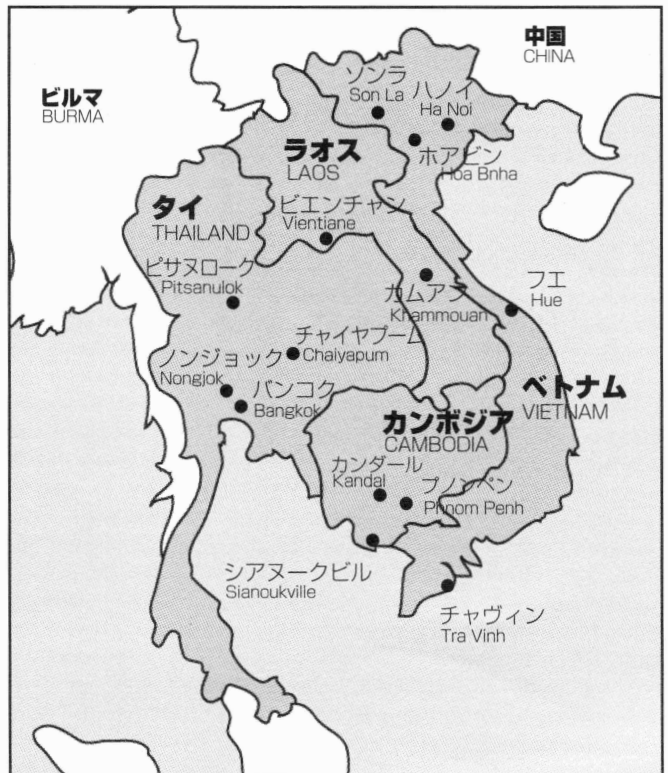 中国
CHINA
ビルマ
BURMA
ソンラ
Son La
ハノイ
Ha Noi
ホアビン
Hoa Bnha
ラオス
LAOS
タイ
THAILAND
ビエンチャン
Vientiane
ピサヌローク
Pitsanulok
カムアン
Khammouan
フエ
Hue
チャイヤプーム
Chaiyapum
ノンジョック
Nongjok
バンコク
Bangkok
ベトナム
VIETNAM
カンボジア
CAMBODIA
カンダール
Kandal
プノンペン
Phnom Penh
シアヌークビル
Sianoukville
チャヴィン
Tra Vinh